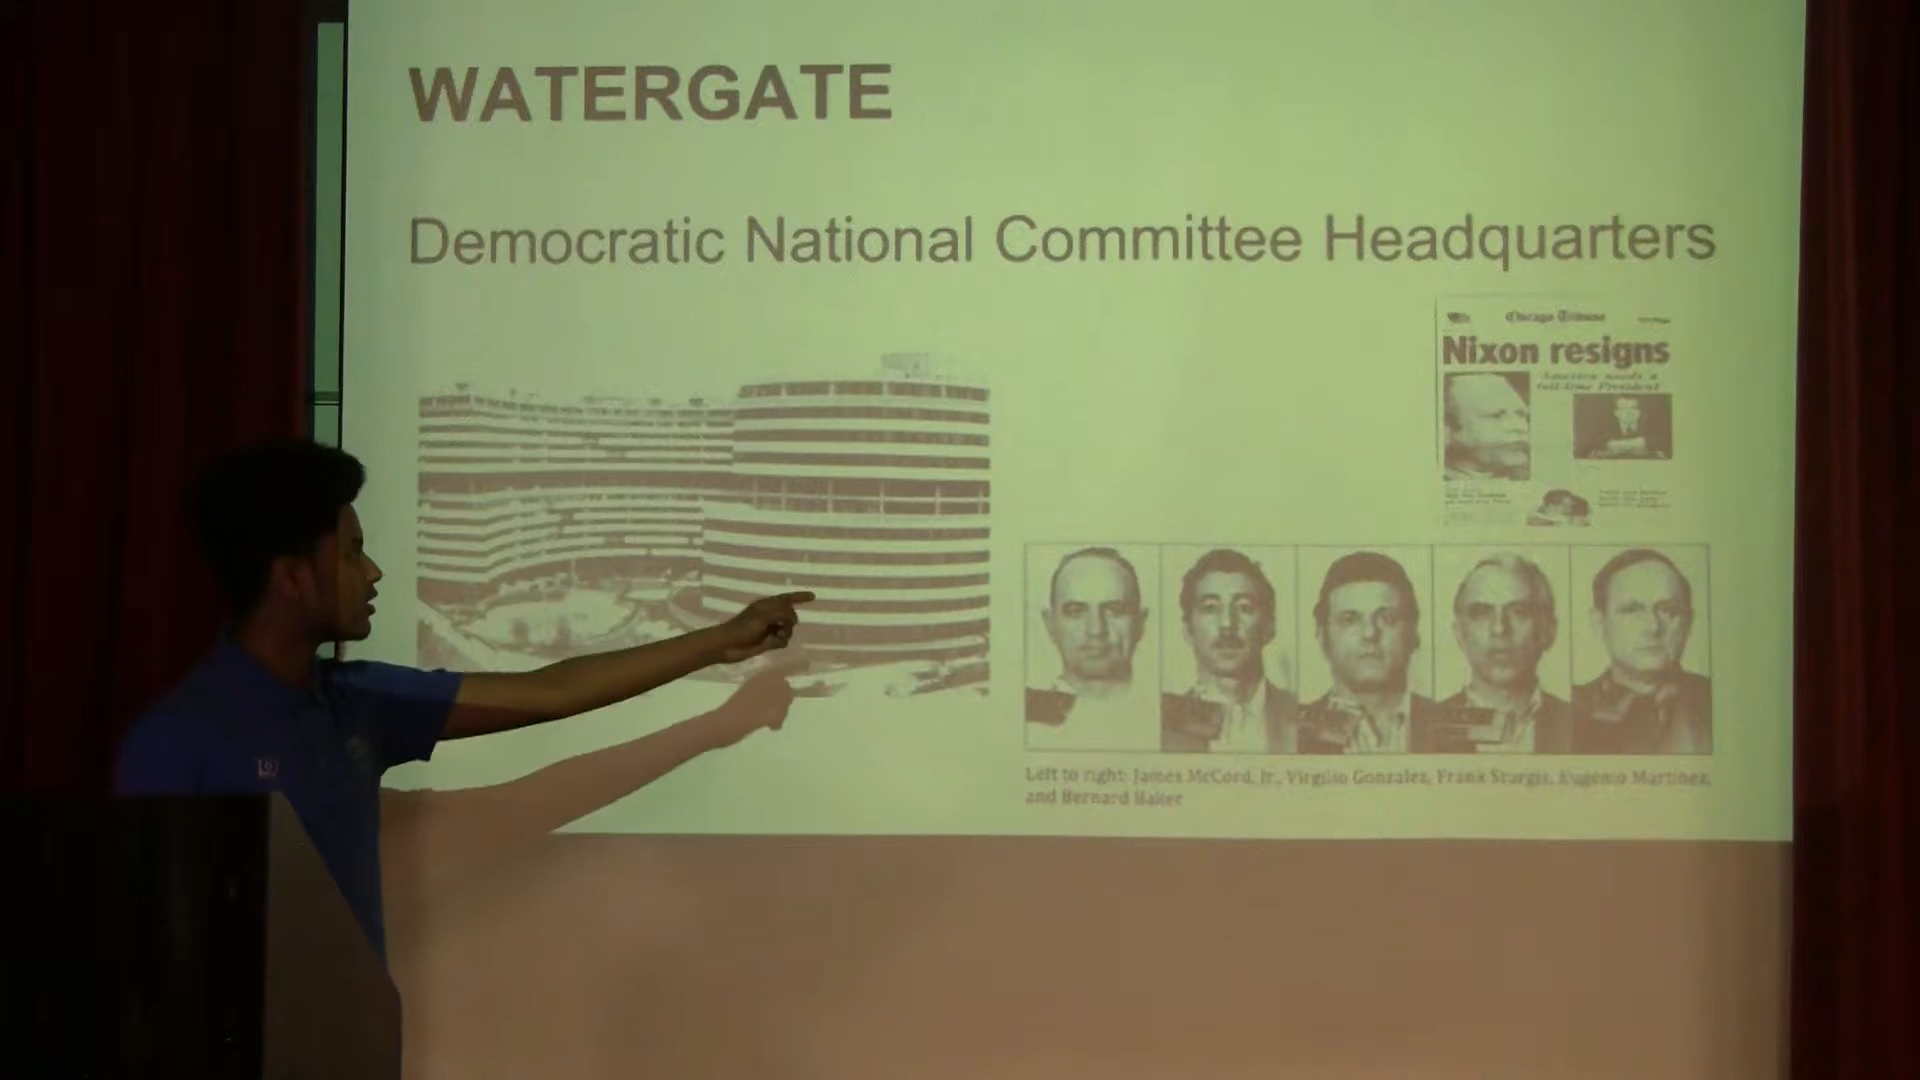 WATERGATE
Democratic National Committee Headquarters
Chicago Tribune
Nixon resigns
America needs a
full-time President
Left to right: James McCord, Jr., Virgilio Gonzalez, Frank Sturgis, Eugenio Martinez,
and Bernard Baker